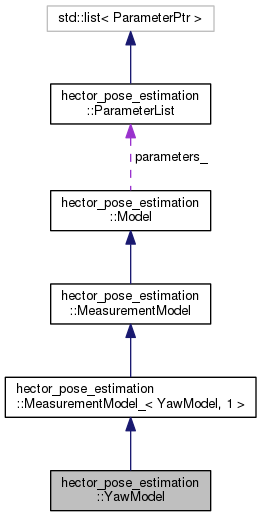 std::list< ParameterPtr >
hector_pose_estimation
::ParameterList
parameters_
hector_pose_estimation
::Model
hector_pose_estimation
::MeasurementModel
hector_pose_estimation
::MeasurementModel_< YawModel, 1 >
hector_pose_estimation
::YawModel